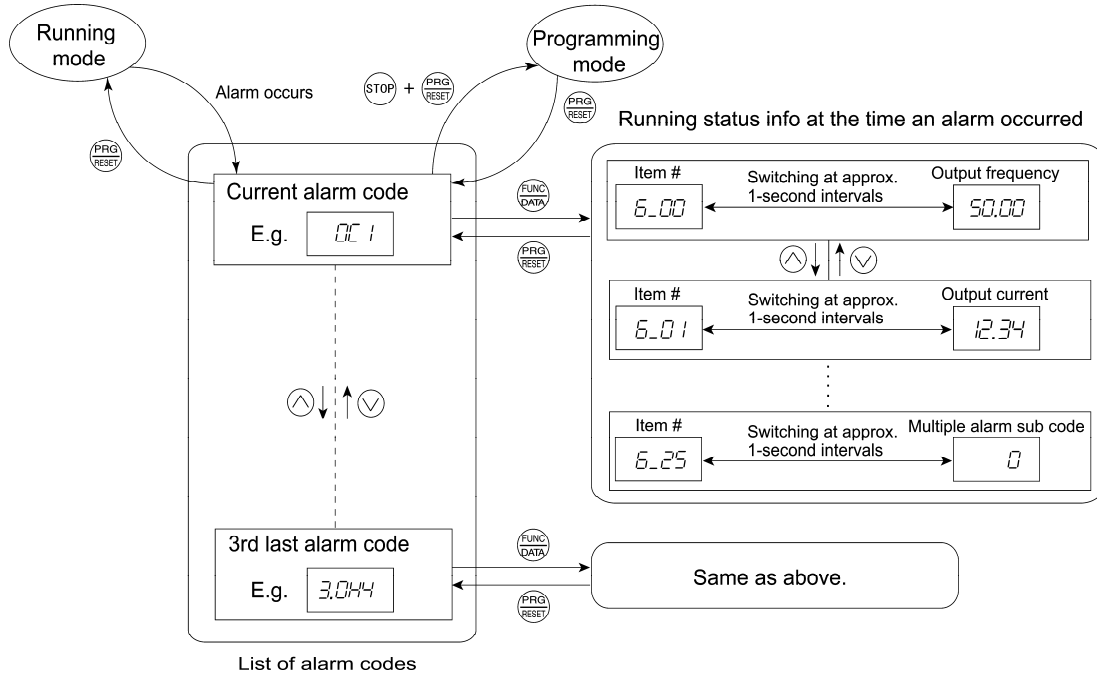 Running
mode
Programming
mode
Alarm occurs
STOP + PRG
RESET
PRG
RESET
PRG
RESET
Running status info at the time an alarm occurred
Current alarm code
E.g. OC1
FUNC
DATA
PRG
RESET
Item #
6_00
Switching at approx.
1-second intervals
Output frequency
50.00
Item #
6_01
Switching at approx.
1-second intervals
Output current
12.34
Item #
6_25
Switching at approx.
1-second intervals
Multiple alarm sub code
0
3rd last alarm code
E.g. 3.0H4
FUNC
DATA
PRG
RESET
Same as above.
List of alarm codes